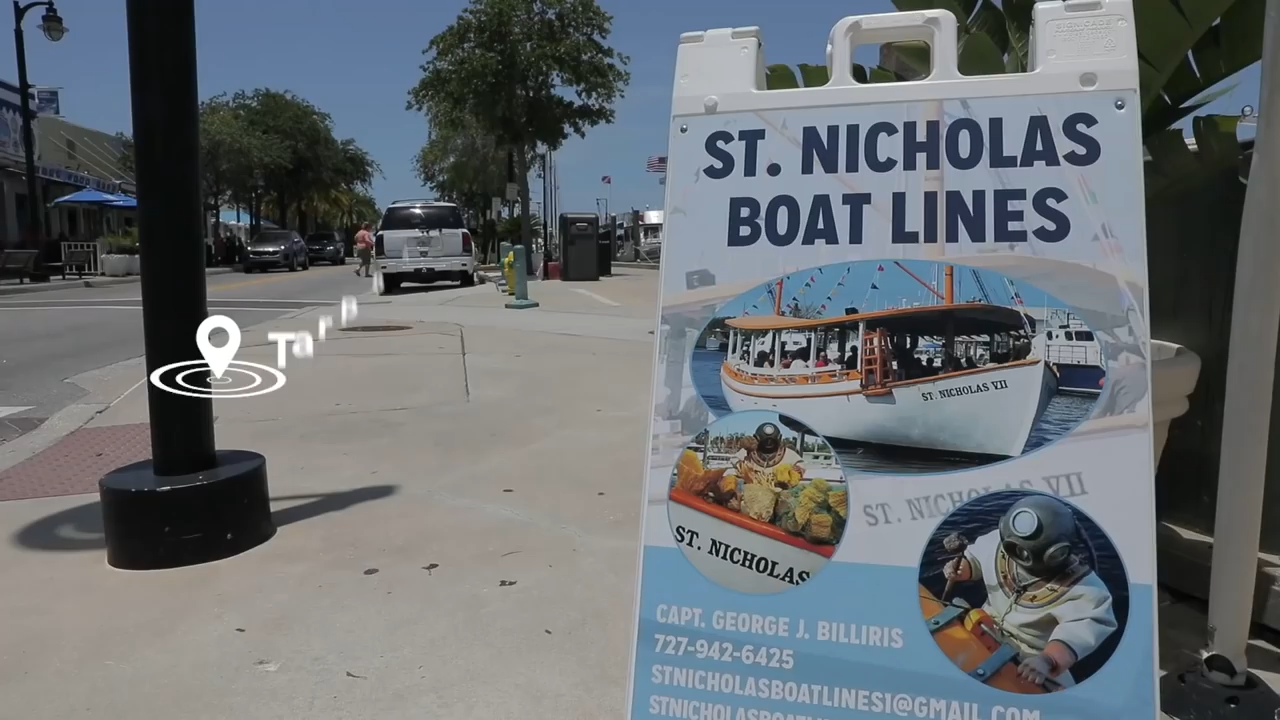 ST. NICHOLAS
BOAT LINES
ST. NICHOLAS VII
ST. NICHOLAS VII
ST. NICHOLAS
CAPT. GEORGE J. BILLIRIS
727-942-6425
STNICHOLASBOATLINES1@GMAIL.COM